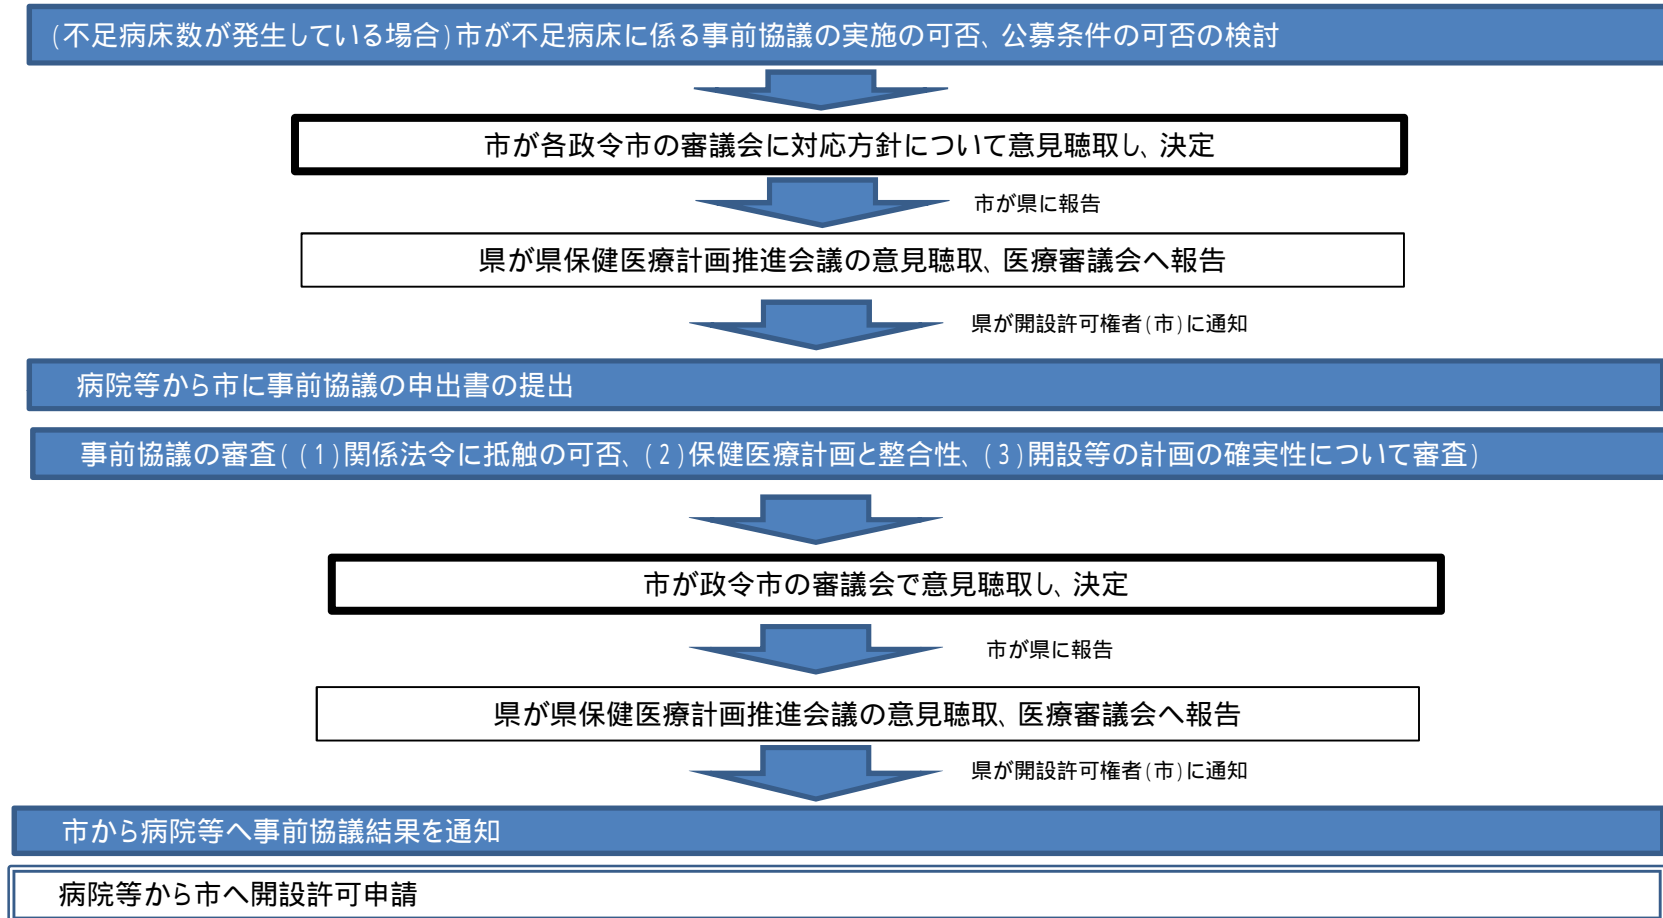 (不足病床数が発生している場合)市が不足病床に係る事前協議の実施の可否、公募条件の可否の検討
市が各政令市の審議会に対応方針について意見聴取し、決定
市が県に報告
県が県保健医療計画推進会議の意見聴取、医療審議会へ報告
県が開設許可権者(市)に通知
病院等から市に事前協議の申出書の提出
事前協議の審査((1)関係法令に抵触の可否、(2)保健医療計画と整合性、(3)開設等の計画の確実性について審査)
市が政令市の審議会で意見聴取し、決定
市が県に報告
県が県保健医療計画推進会議の意見聴取、医療審議会へ報告
県が開設許可権者(市)に通知
市から病院等へ事前協議結果を通知
病院等から市へ開設許可申請